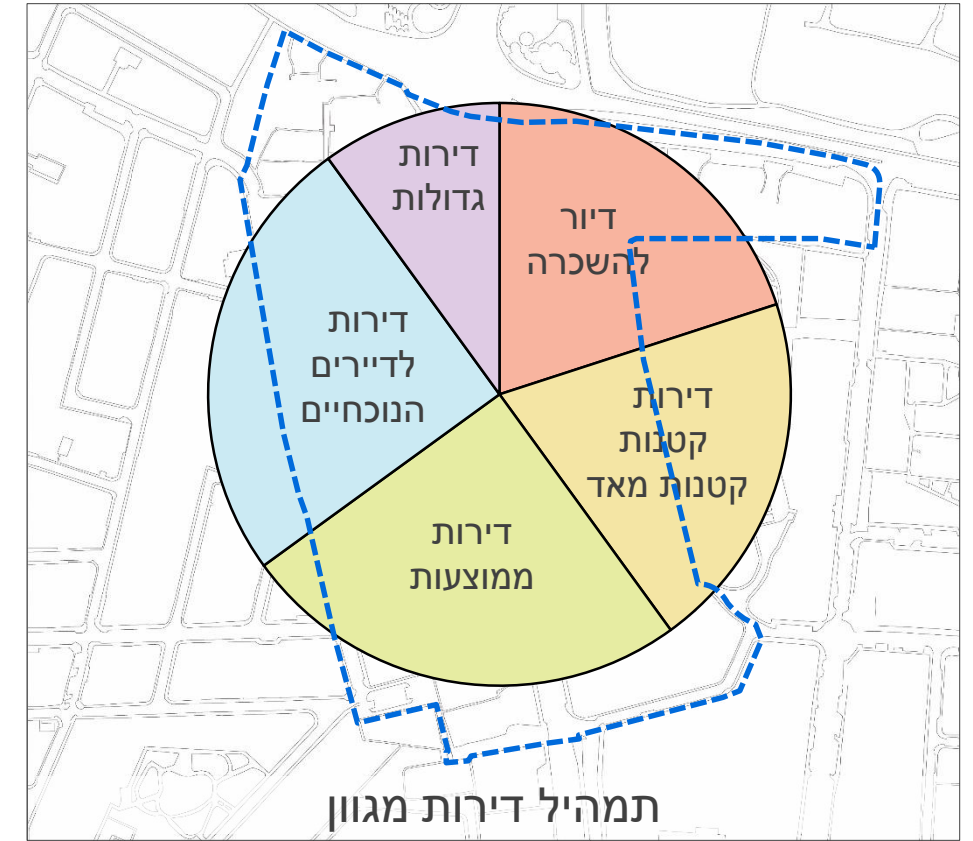 דירות
גדולות
דיור
להשכרה
דירות
לדיירים
הנוכחיים
דירות
קטנות
קטנות מאד
דירות
ממוצעות
תמהיל דירות מגוון